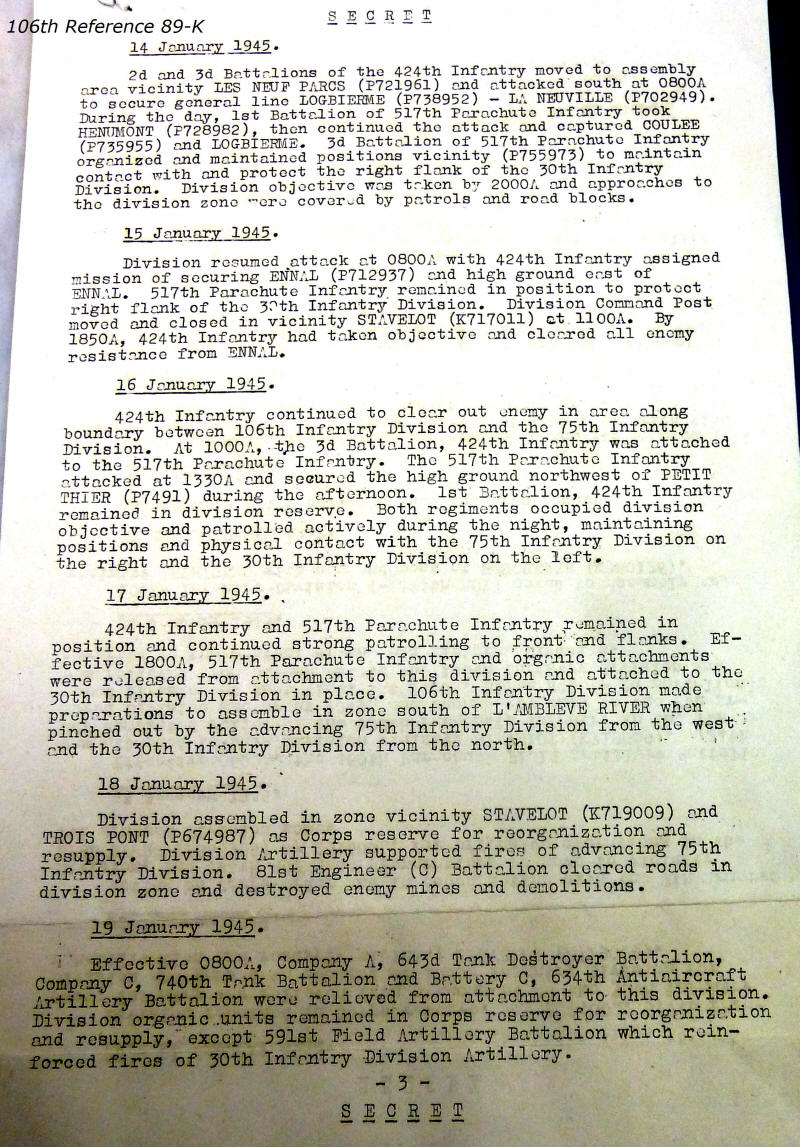 S E C R E T
106th Reference 89-K
14 January 1945.
2d and 3d Battalions of the 424th Infantry moved to assembly
area vicinity LES NEUF PARCS (P721961) and attacked south at 0800A
to secure general line LOGBIERME (P738952) - LA NEUVILLE (P702949).
During the day, 1st Battalion of 517th Parachute Infantry took
HENUMONT (P728982), then continued the attack and captured COULEE
(P735955) and LOGBIERME. 3d Battalion of 517th Parachute Infantry
organized and maintained positions vicinity (P755973) to maintain
contact with and protect the right flank of the 30th Infantry
Division. Division objective was taken by 2000A and approaches to
the division zone were covered by patrols and road blocks.
15 January 1945.
Division resumed attack at 0800A with 424th Infantry assigned
mission of securing ENNAL (P712937) and high ground east of
ENNAL. 517th Parachute Infantry remained in position to protect
right flank of the 30th Infantry Division. Division Command Post
moved and closed in vicinity STAVELOT (K717011) at 1100A. By
1850A, 424th Infantry had taken objective and cleared all enemy
resistance from ENNAL.
16 January 1945.
424th Infantry continued to clear out enemy in area along
boundary between 106th Infantry Division and the 75th Infantry
Division. At 1000A, the 3d Battalion, 424th Infantry was attached
to the 517th Parachute Infantry. The 517th Parachute Infantry
attacked at 1330A and secured the high ground northwest of PETIT
THIER (P7491) during the afternoon. 1st Battalion, 424th Infantry
remained in division reserve. Both regiments occupied division
objective and patrolled actively during the night, maintaining
positions and physical contact with the 75th Infantry Division on
the right and the 30th Infantry Division on the left.
17 January 1945.
424th Infantry and 517th Parachute Infantry remained in
position and continued strong patrolling to front and flanks. Ef-
fective 1800A, 517th Parachute Infantry and organic attachments
were released from attachment to this division and attached to the
30th Infantry Division in place. 106th Infantry Division made
preparations to assemble in zone south of L'AMBLEVE RIVER when
pinched out by the advancing 75th Infantry Division from the west
and the 30th Infantry Division from the north.
18 January 1945.
Division assembled in zone vicinity STAVELOT (K719009) and
TROIS PONT (P674987) as Corps reserve for reorganization and
resupply. Division Artillery supported fires of advancing 75th
Infantry Division. 81st Engineer (C) Battalion cleared roads in
division zone and destroyed enemy mines and demolitions.
19 January 1945.
Effective 0800A, Company A, 643d Tank Destroyer Battalion,
Company C, 740th Tank Battalion and Battery C, 634th Antiaircraft
Artillery Battalion were relieved from attachment to this division.
Division organic units remained in Corps reserve for reorganization
and resupply, except 591st Field Artillery Battalion which rein-
forced fires of 30th Infantry Division Artillery.
- 3 -
S E C R E T